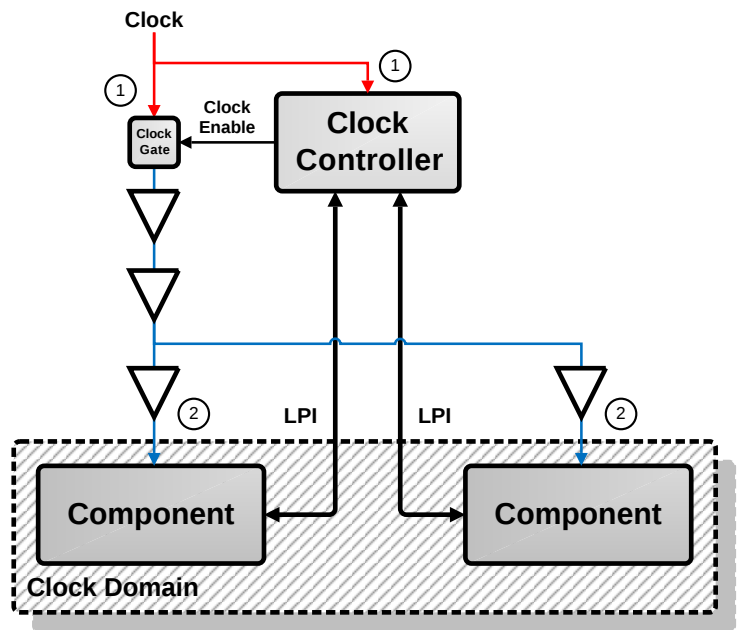 Clock
1
1
Clock
Enable
Clock
Gate
Clock
Controller
2
LPI
LPI
2
Component
Component
Clock Domain